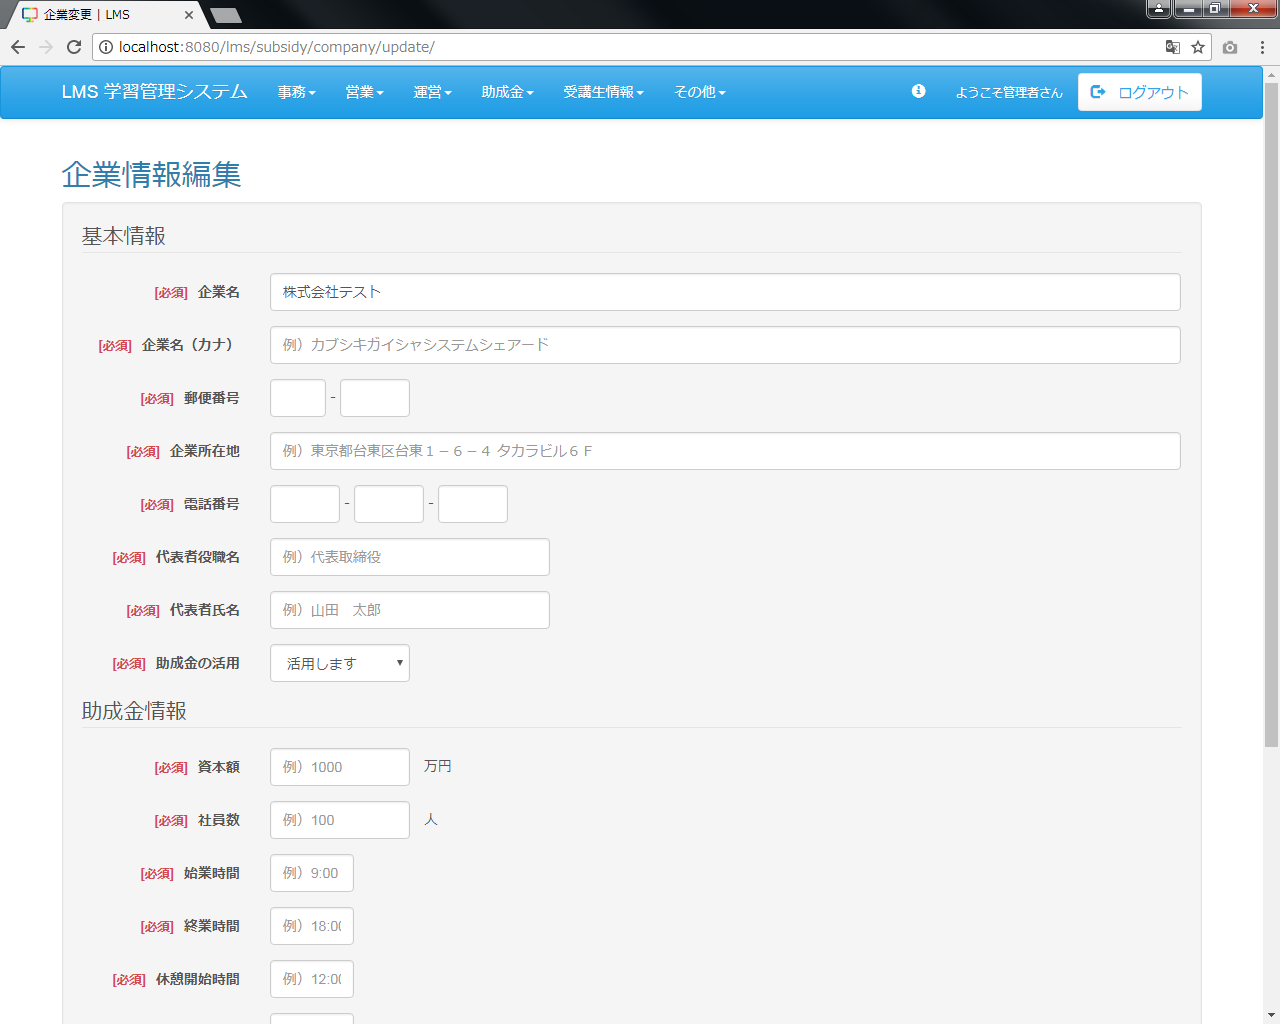 企業変更 | LMS
localhost:8080/lms/subsidy/company/update/
LMS 学習管理システム 事務 営業 運営 助成金 受講生情報 その他 ようこそ管理者さん ログアウト
企業情報編集
基本情報
[必須] 企業名 株式会社テスト
[必須] 企業名（カナ） 例）カブシキガイシャシステムシェアード
[必須] 郵便番号 -
[必須] 企業所在地 例）東京都台東区台東１－６－４ タカラビル６Ｆ
[必須] 電話番号 - -
[必須] 代表者役職名 例）代表取締役
[必須] 代表者氏名 例）山田　太郎
[必須] 助成金の活用 活用します
助成金情報
[必須] 資本額 例）1000 万円
[必須] 社員数 例）100 人
[必須] 始業時間 例）9:00
[必須] 終業時間 例）18:00
[必須] 休憩開始時間 例）12:00